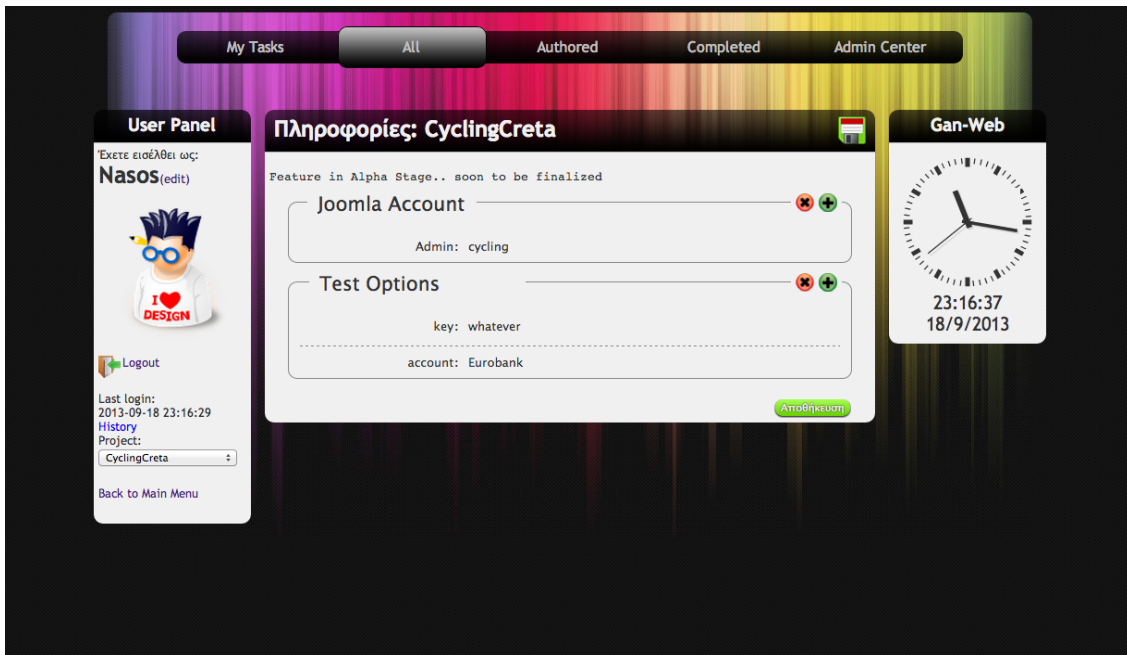 My Tasks
All
Authored
Completed
Admin Center
User Panel
Έχετε εισέλθει ως:
Nasos(edit)
I
DESIGN
Logout
Last login:
2013-09-18 23:16:29
History
Project:
CyclingCreta
Back to Main Menu
Πληροφορίες: CyclingCreta
Feature in Alpha Stage.. soon to be finalized
Joomla Account
Admin: cycling
Test Options
key: whatever
account: Eurobank
Αποθήκευση
Gan-Web
23:16:37
18/9/2013